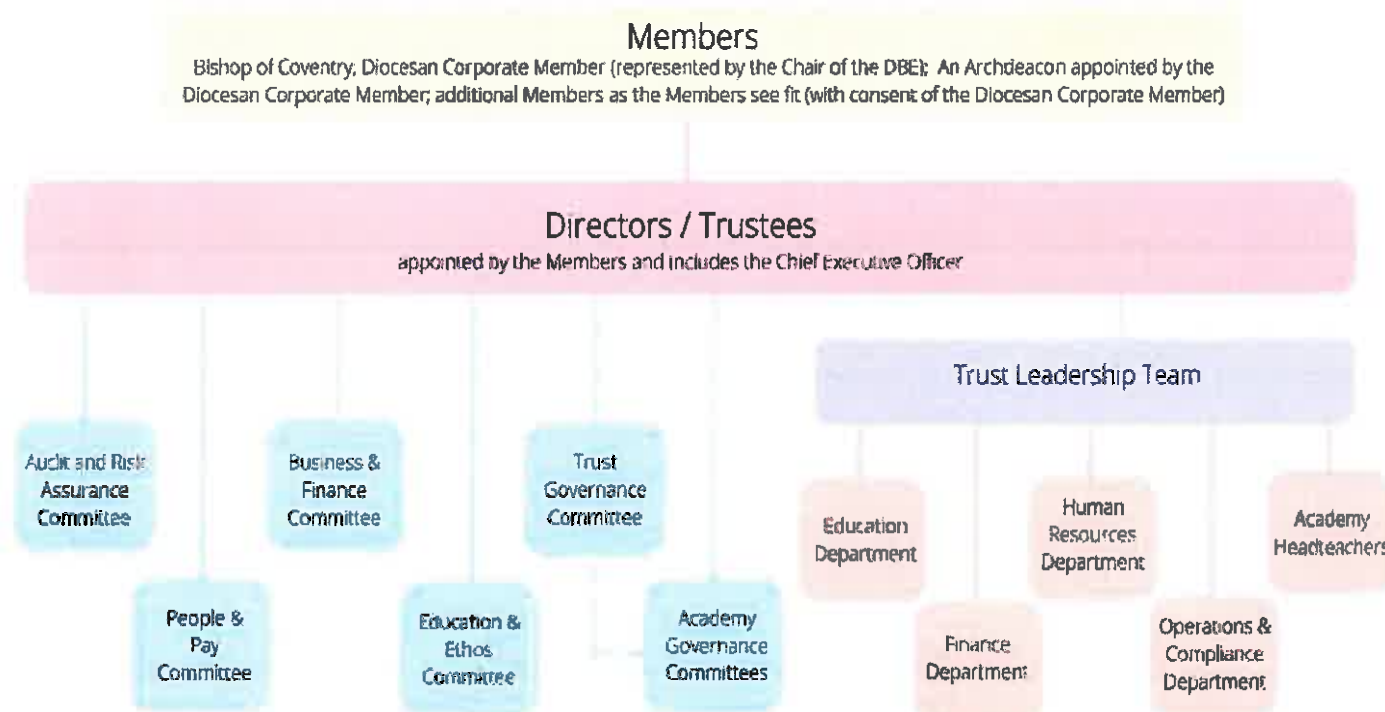 Members
Bishop of Coventry, Diocesan Corporate Member (represented by the Chair of the DBE); An Archdeacon appointed by the
Diocesan Corporate Member; additional Members as the Members see fit (with consent of the Diocesan Corporate Member)
Directors / Trustees
appointed by the Members and includes the Chief Executive Officer
Trust Leadership Team
Audit and Risk
Assurance
Committee
Business &
Finance
Committee
Trust
Governance
Committee
People &
Pay
Committee
Education &
Ethos
Committee
Academy
Governance
Committees
Education
Department
Human
Resources
Department
Academy
Headteachers
Finance
Department
Operations &
Compliance
Department